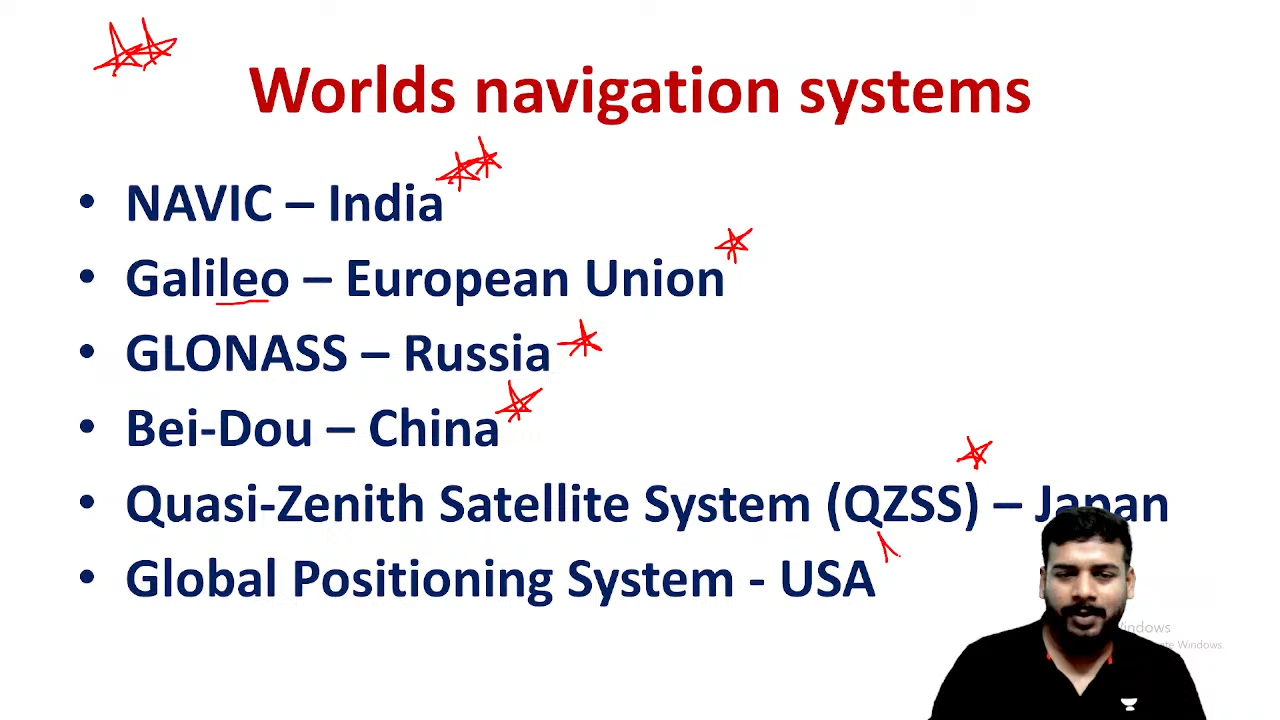 Worlds navigation systems
• NAVIC – India
• Galileo – European Union
• GLONASS – Russia
• Bei-Dou – China
• Quasi-Zenith Satellite System (QZSS) – Japan
• Global Positioning System - USA
Windows
Windows.